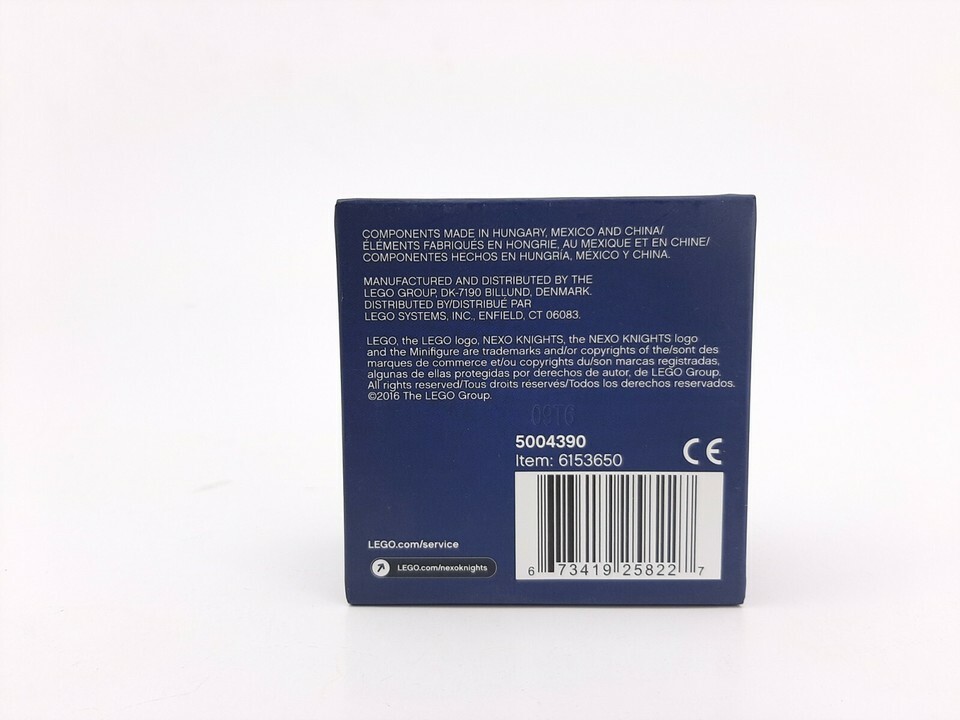 COMPONENTS MADE IN HUNGARY, MEXICO AND CHINA/
ÉLÉMENTS FABRIQUÉS EN HONGRIE, AU MEXIQUE ET EN CHINE/
COMPONENTES HECHOS EN HUNGRÍA, MÉXICO Y CHINA.
MANUFACTURED AND DISTRIBUTED BY THE
LEGO GROUP, DK-7190 BILLUND, DENMARK.
DISTRIBUTED BY/DISTRIBUÉ PAR
LEGO SYSTEMS, INC., ENFIELD, CT 06083.
LEGO, the LEGO logo, NEXO KNIGHTS, the NEXO KNIGHTS logo
and the Minifigure are trademarks and/or copyrights of the/sont des
marques de commerce et/ou copyrights du/son marcas registradas,
algunas de ellas protegidas por derechos de autor, de LEGO Group.
All rights reserved/Tous droits réservés/Todos los derechos reservados.
©2016 The LEGO Group.
5004390
Item: 6153650
CE
LEGO.com/service
LEGO.com/nexoknights
6 73419 25822 7